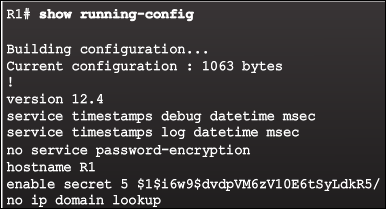 R1# show running-config
Building configuration...
Current configuration : 1063 bytes
!
version 12.4
service timestamps debug datetime msec
service timestamps log datetime msec
no service password-encryption
hostname R1
enable secret 5 $1$i6w9$dvdpVM6zV10E6tSyLdkR5/
no ip domain lookup